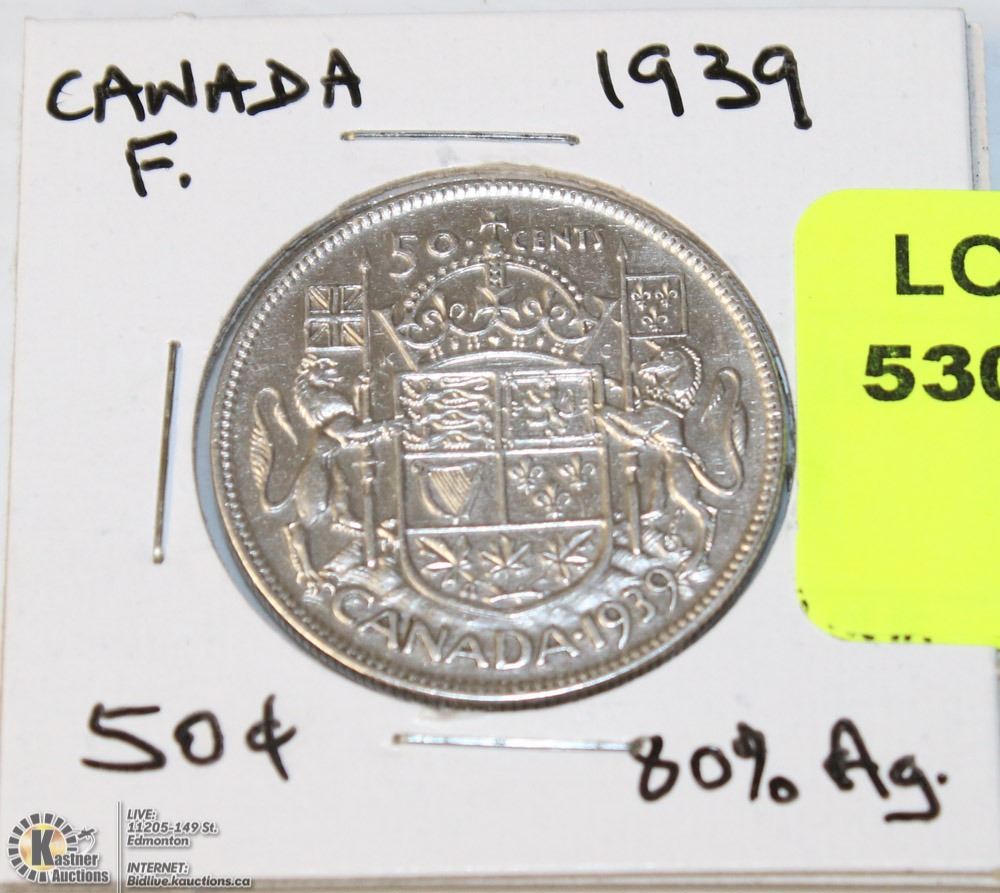 CANADA 1939
F.
LO
530
50 CENTS
CANADA·1939
50¢ 80% Ag.
Kastner
Auctions
LIVE:
11205-149 St.
Edmonton
INTERNET:
Bidlive.kauctions.ca